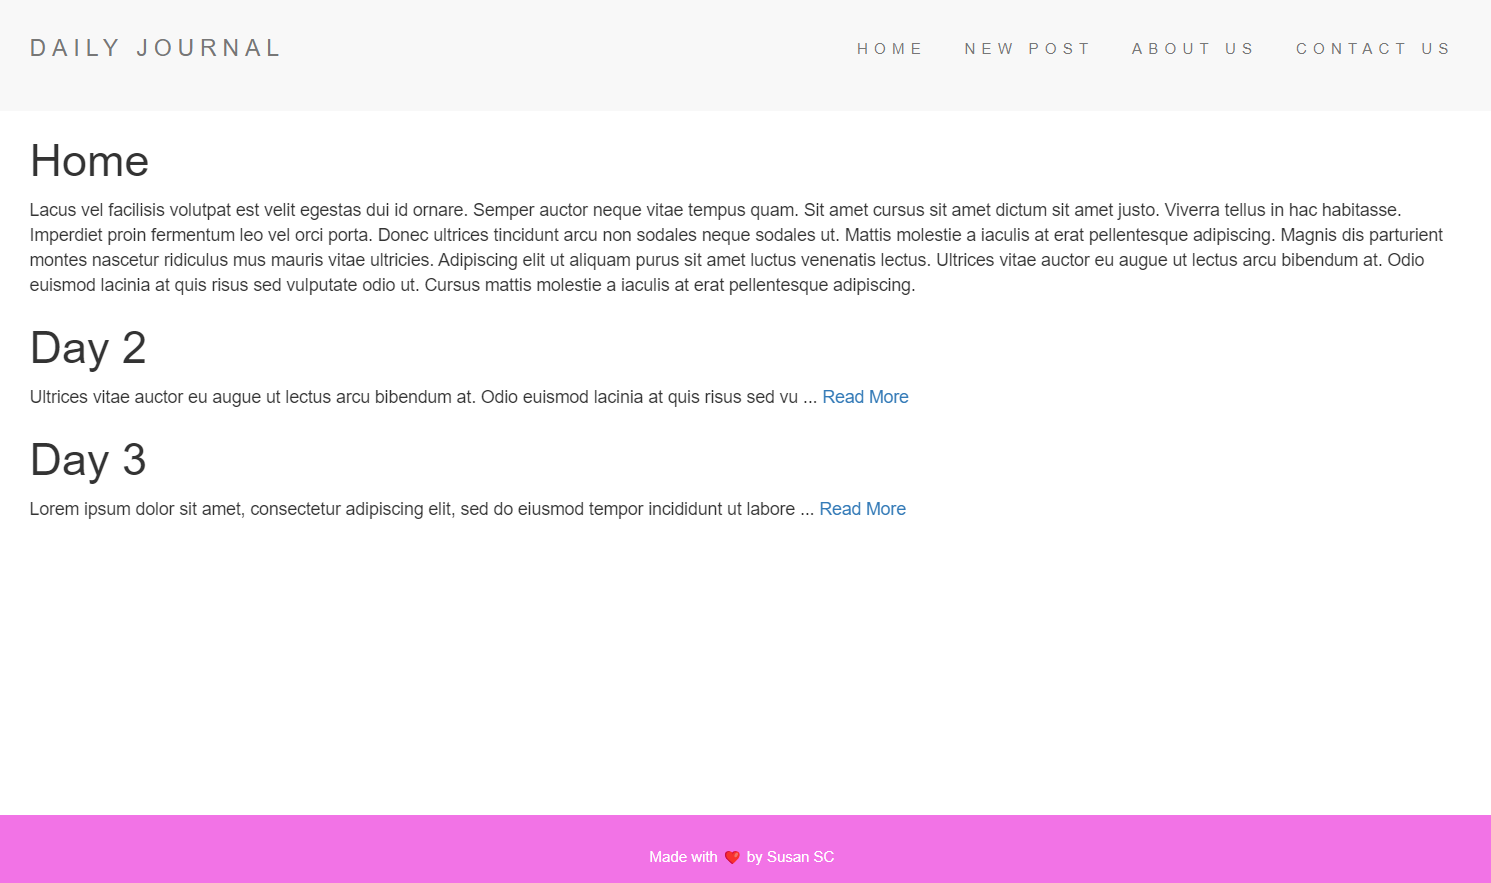 DAILY JOURNAL
HOME NEW POST ABOUT US CONTACT US
Home
Lacus vel facilisis volutpat est velit egestas dui id ornare. Semper auctor neque vitae tempus quam. Sit amet cursus sit amet dictum sit amet justo. Viverra tellus in hac habitasse.
Imperdiet proin fermentum leo vel orci porta. Donec ultrices tincidunt arcu non sodales neque sodales ut. Mattis molestie a iaculis at erat pellentesque adipiscing. Magnis dis parturient
montes nascetur ridiculus mus mauris vitae ultricies. Adipiscing elit ut aliquam purus sit amet luctus venenatis lectus. Ultrices vitae auctor eu augue ut lectus arcu bibendum at. Odio
euismod lacinia at quis risus sed vulputate odio ut. Cursus mattis molestie a iaculis at erat pellentesque adipiscing.
Day 2
Ultrices vitae auctor eu augue ut lectus arcu bibendum at. Odio euismod lacinia at quis risus sed vu ... Read More
Day 3
Lorem ipsum dolor sit amet, consectetur adipiscing elit, sed do eiusmod tempor incididunt ut labore ... Read More
Made with ❤️ by Susan SC